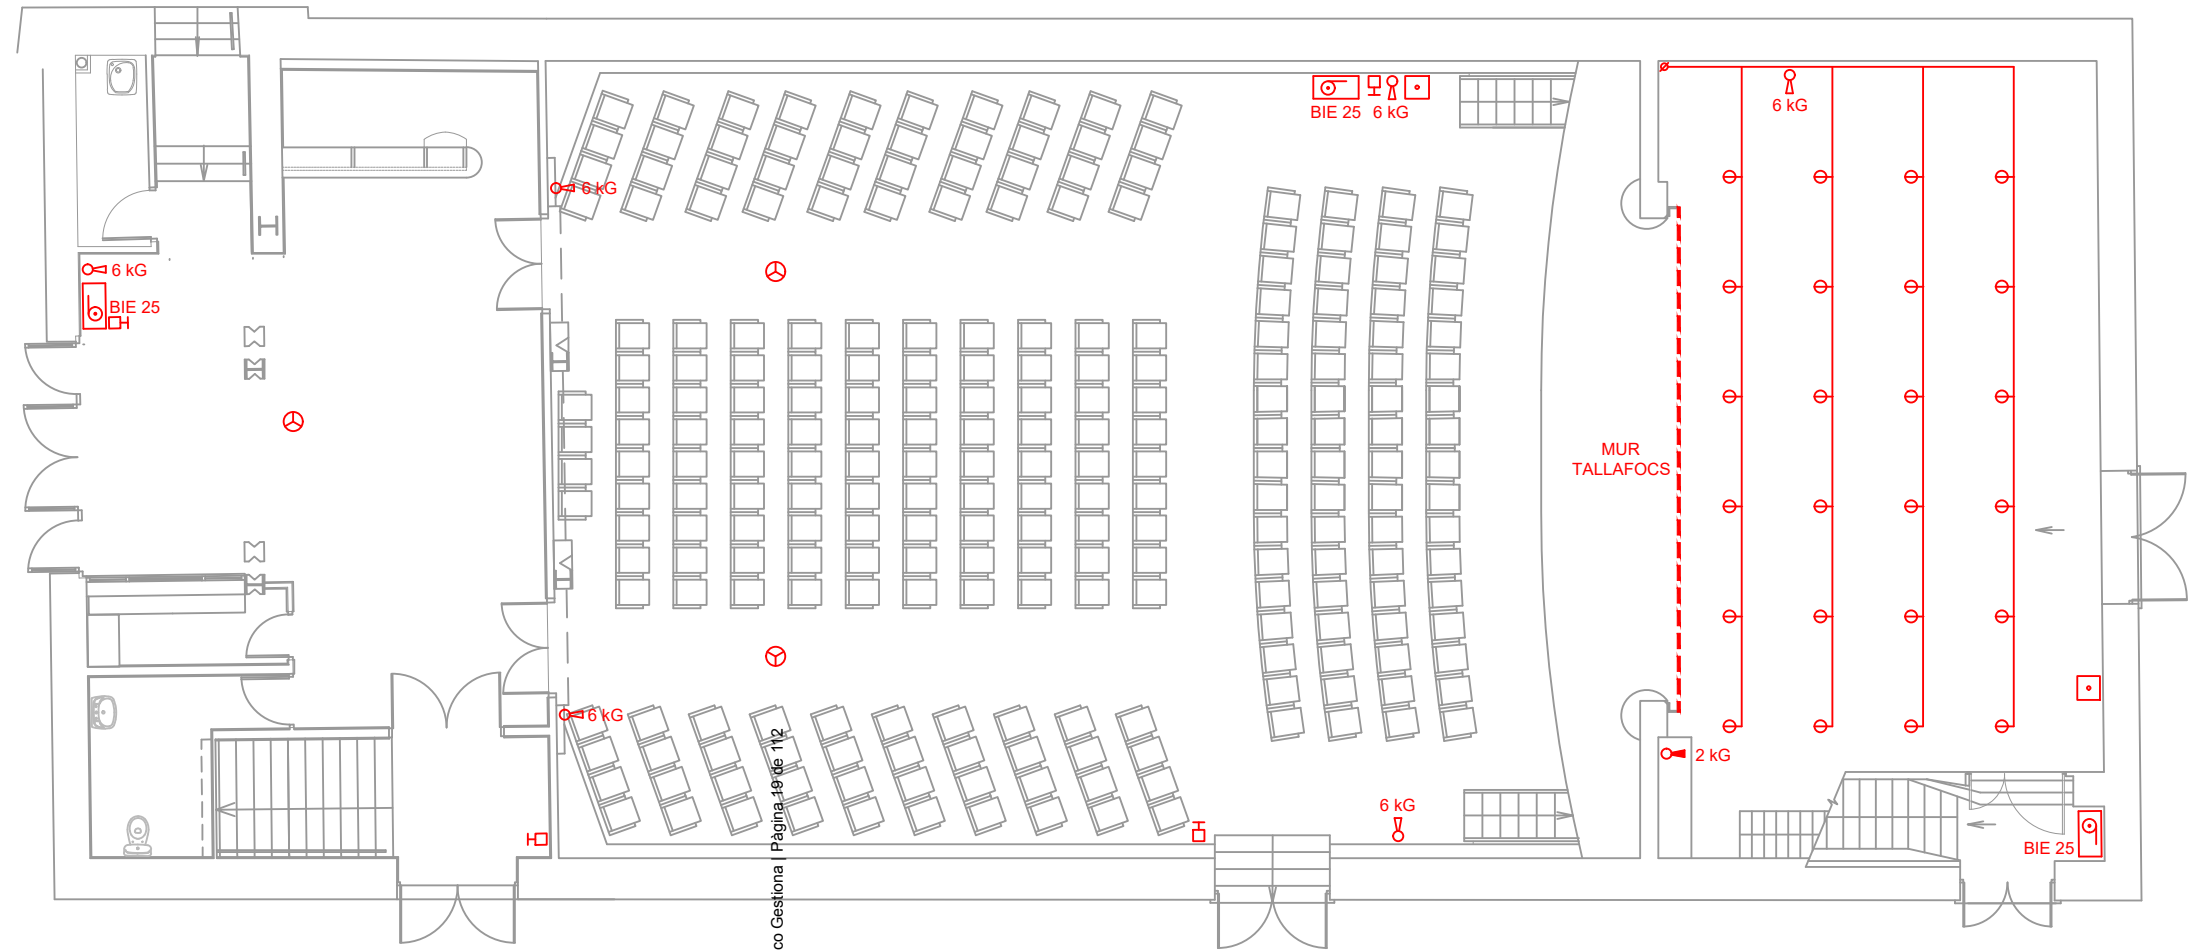 BIE 25
6 kG
6 kG
6 kG
6 kG
BIE 25
MUR
TALLAFOCS
6 kG
2 kG
6 kG
BIE 25
co Gestiona | Pàgina 19 de 112